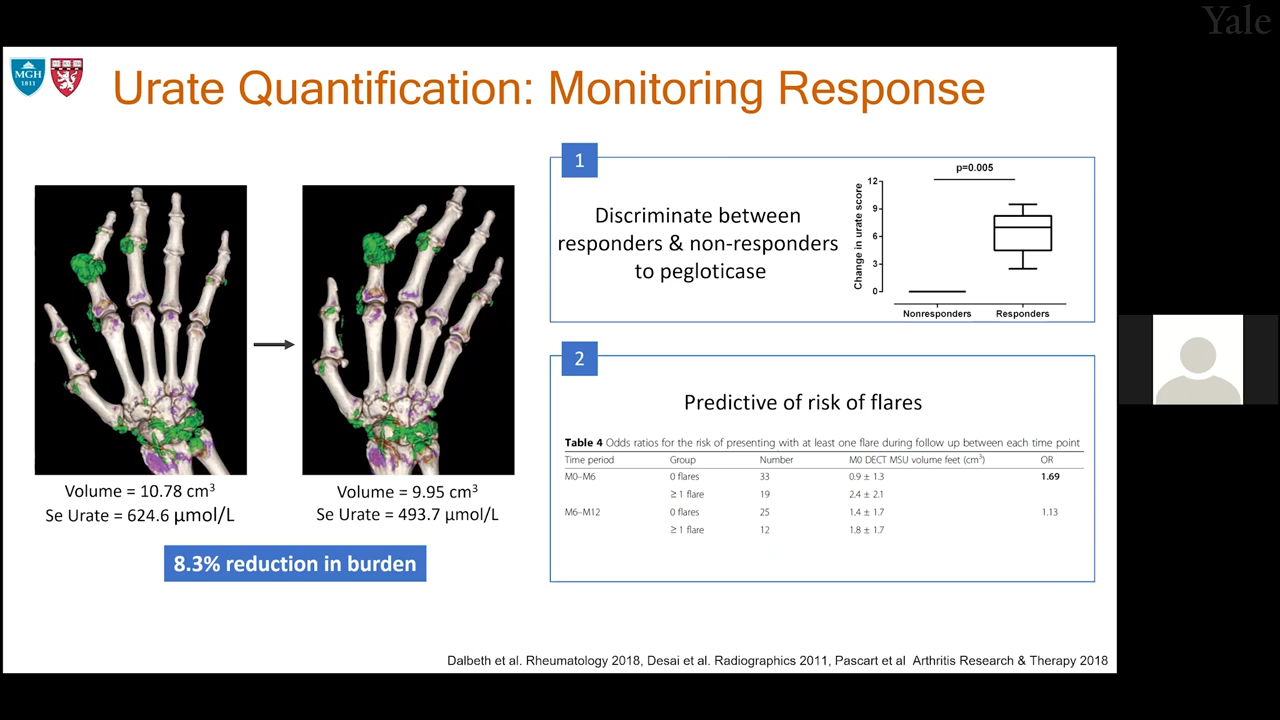 Yale
MGH
1811
Urate Quantification: Monitoring Response
Volume = 10.78 cm³
Se Urate = 624.6 µmol/L
Volume = 9.95 cm³
Se Urate = 493.7 µmol/L
8.3% reduction in burden
1
Discriminate between
responders & non-responders
to pegloticase
p=0.005
Change in urate score
12
9
6
3
0
Nonresponders Responders
2
Predictive of risk of flares
Table 4 Odds ratios for the risk of presenting with at least one flare during follow up between each time point
Time period Group Number M0 DECT MSU volume feet (cm³) OR
M0–M6 0 flares 33 0.9 ± 1.3 1.69
≥ 1 flare 19 2.4 ± 2.1
M6–M12 0 flares 25 1.4 ± 1.7 1.13
≥ 1 flare 12 1.8 ± 1.7
Dalbeth et al. Rheumatology 2018, Desai et al. Radiographics 2011, Pascart et al Arthritis Research & Therapy 2018